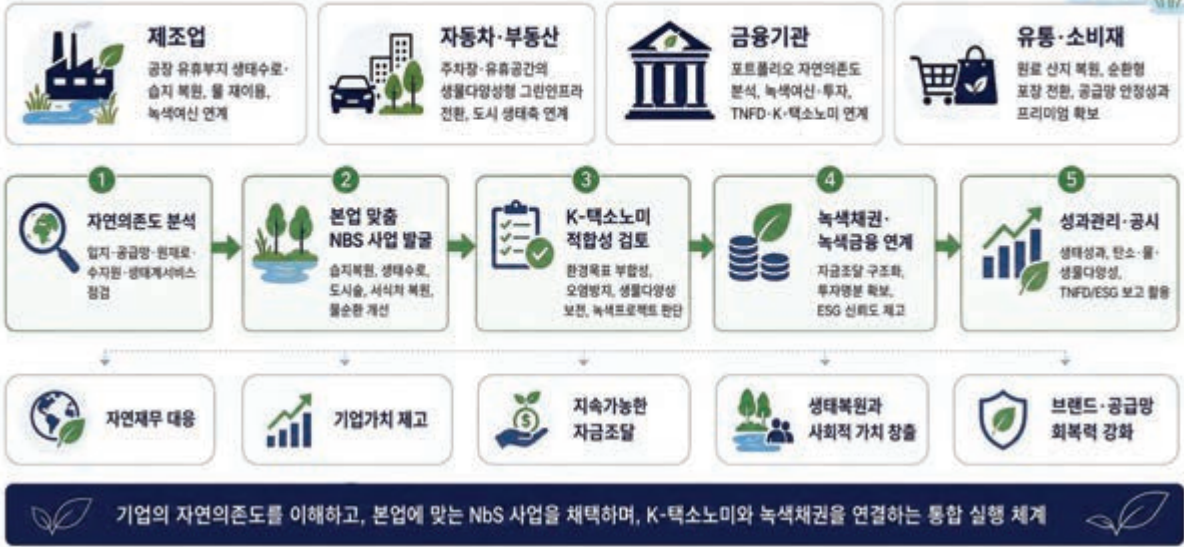 제조업
공장 유휴부지 생태수로·
습지 복원, 물 재이용,
녹색여신 연계
자동차·부동산
주차장·유휴공간의
생물다양성형 그린인프라
전환, 도시 생태축 연계
금융기관
포트폴리오 자연의존도
분석, 녹색여신·투자,
TNFD·K-택소노미 연계
유통·소비재
원료 산지 복원, 순환형
포장 전환, 공급망 안정성과
프리미엄 확보
1
자연의존도 분석
입지·공급망·원재료·
수자원·생태계서비스
점검
2
본업 맞춤
NBS 사업 발굴
습지복원, 생태수로,
도시숲, 서식처 복원,
물순환 개선
3
K-택소노미
적합성 검토
환경목표 부합성,
오염방지, 생물다양성
보전, 녹색프로젝트 판단
4
녹색채권·
녹색금융 연계
자금조달 구조화,
투자명분 확보,
ESG 신뢰도 제고
5
성과관리·공시
생태성과, 탄소·물·
생물다양성,
TNFD/ESG 보고 활용
자연재무 대응
기업가치 제고
지속가능한
자금조달
생태복원과
사회적 가치 창출
브랜드·공급망
회복력 강화
기업의 자연의존도를 이해하고, 본업에 맞는 NbS 사업을 채택하며, K-택소노미와 녹색채권을 연결하는 통합 실행 체계